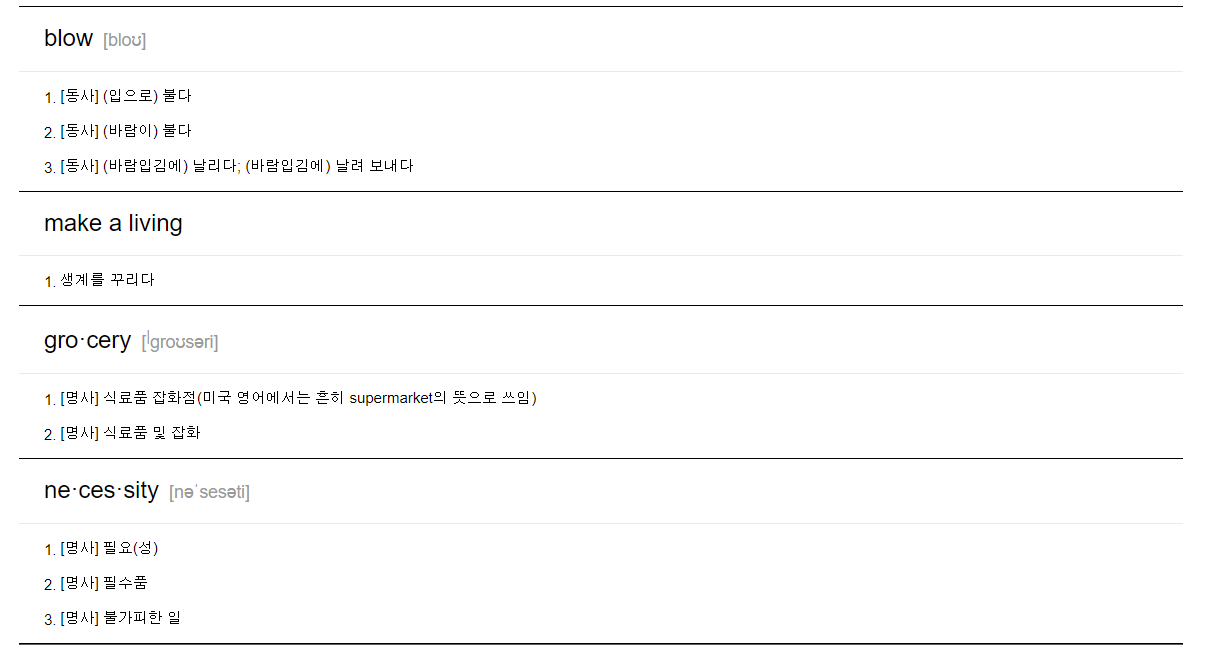 blow [bloʊ]
1. [동사] (입으로) 불다
2. [동사] (바람이) 불다
3. [동사] (바람입김에) 날리다; (바람입김에) 날려 보내다
make a living
1. 생계를 꾸리다
gro·cery [|groʊsəri]
1. [명사] 식료품 잡화점(미국 영어에서는 흔히 supermarket의 뜻으로 쓰임)
2. [명사] 식료품 및 잡화
ne·ces·sity [nəˈsesəti]
1. [명사] 필요(성)
2. [명사] 필수품
3. [명사] 불가피한 일